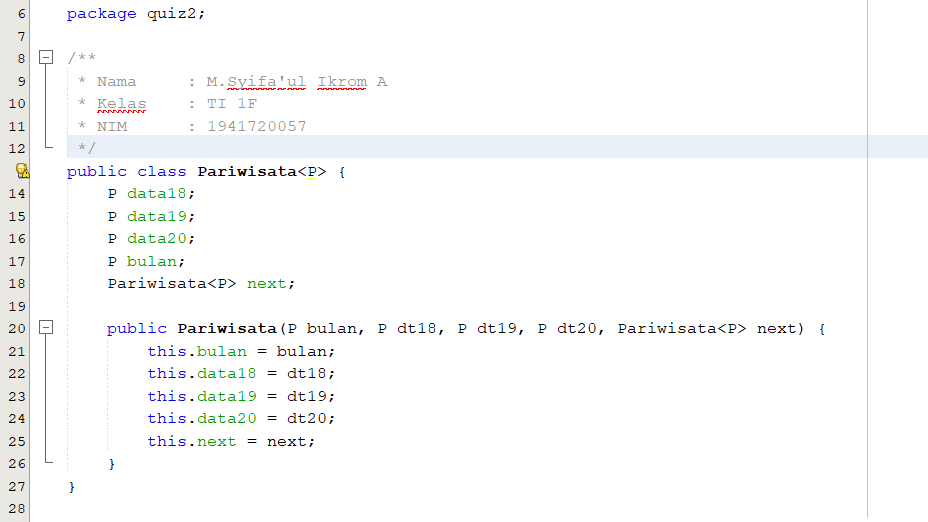 6 package quiz2;
7
8 /**
9 * Nama : M.Syifa'ul Ikrom A
10 * Kelas : TI 1F
11 * NIM : 1941720057
12 */
public class Pariwisata<P> {
14 P data18;
15 P data19;
16 P data20;
17 P bulan;
18 Pariwisata<P> next;
19
20 public Pariwisata(P bulan, P dt18, P dt19, P dt20, Pariwisata<P> next) {
21 this.bulan = bulan;
22 this.data18 = dt18;
23 this.data19 = dt19;
24 this.data20 = dt20;
25 this.next = next;
26 }
27 }
28